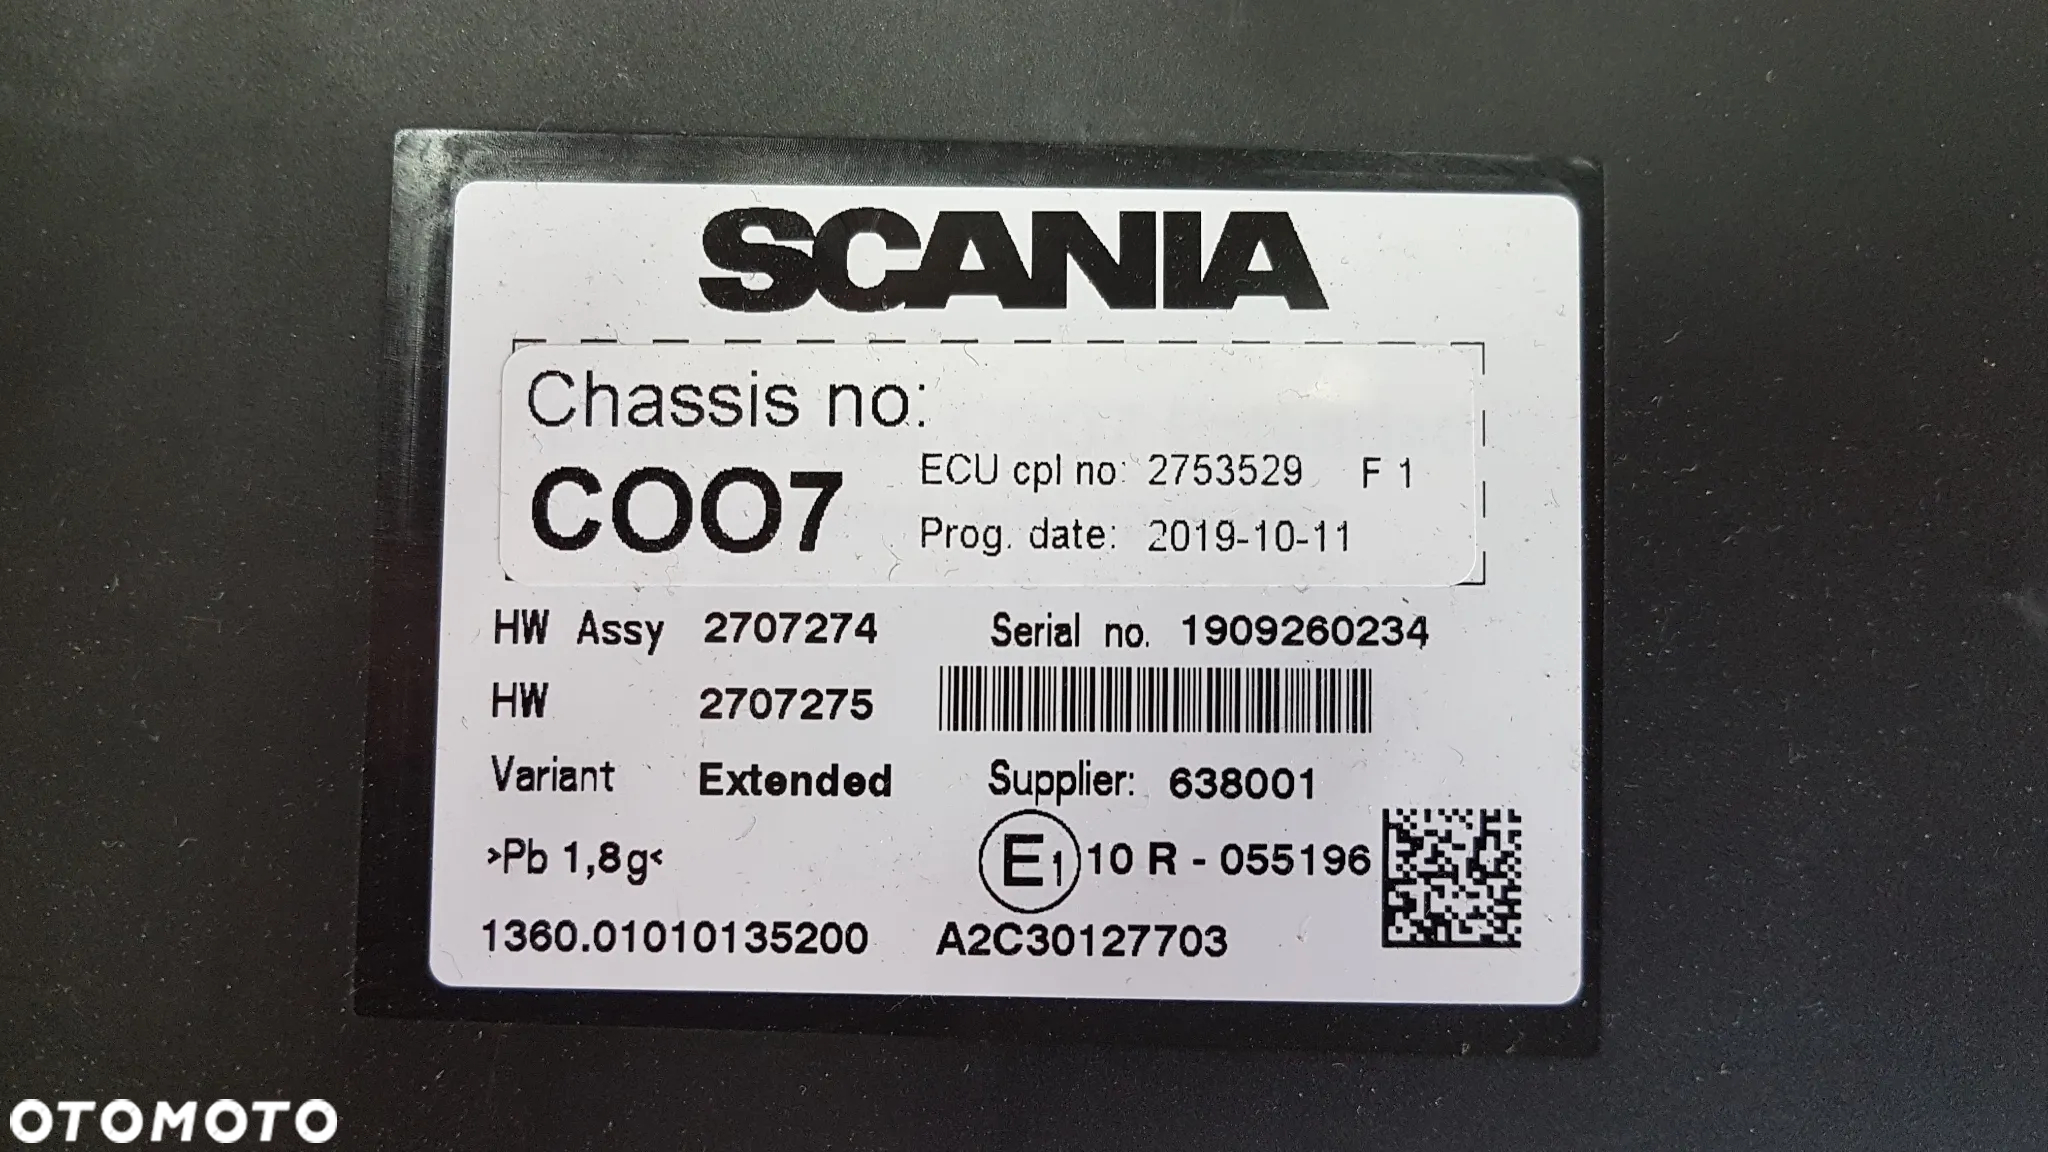 SCANIA
Chassis no:
COO7 ECU cpl no: 2753529 F 1
Prog. date: 2019-10-11
HW Assy 2707274 Serial no. 1909260234
HW 2707275
Variant Extended Supplier: 638001
>Pb 1,8g< E1 10 R - 055196
1360.01010135200 A2C30127703
OTOMOTO